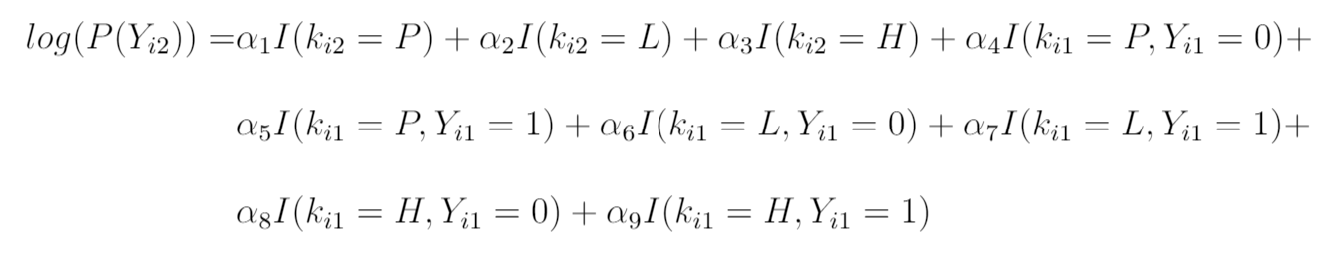 log(P(Y_{i2})) = α_1 I(k_{i2} = P) + α_2 I(k_{i2} = L) + α_3 I(k_{i2} = H) + α_4 I(k_{i1} = P, Y_{i1} = 0)+
α_5 I(k_{i1} = P, Y_{i1} = 1) + α_6 I(k_{i1} = L, Y_{i1} = 0) + α_7 I(k_{i1} = L, Y_{i1} = 1)+
α_8 I(k_{i1} = H, Y_{i1} = 0) + α_9 I(k_{i1} = H, Y_{i1} = 1)